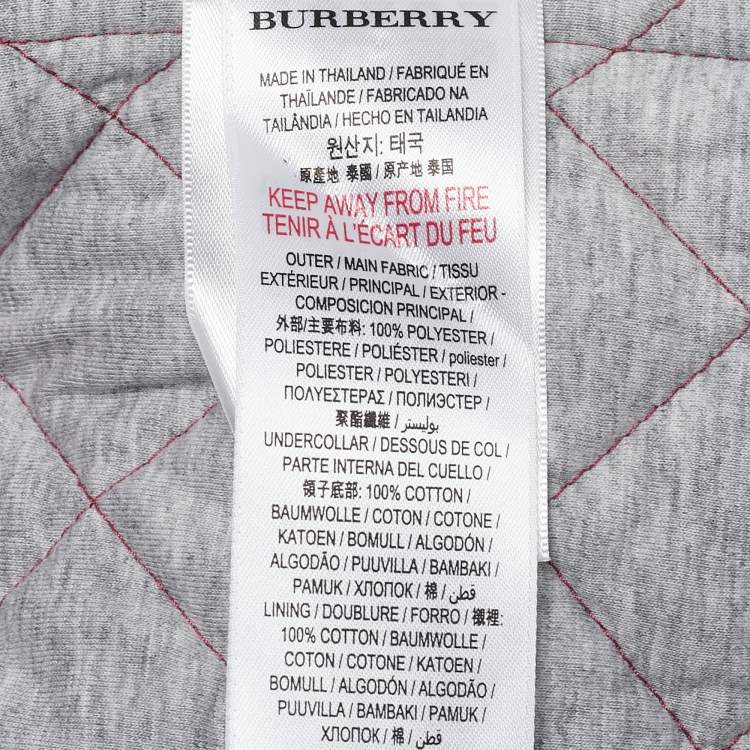 BURBERRY
MADE IN THAILAND / FABRIQUÉ EN
THAÏLANDE / FABRICADO NA
TAILÂNDIA / HECHO EN TAILANDIA
원산지: 태국
原產地 泰國 / 原产地 泰国
KEEP AWAY FROM FIRE
TENIR À L'ÉCART DU FEU
OUTER / MAIN FABRIC / TISSU
EXTÉRIEUR / PRINCIPAL / EXTERIOR -
COMPOSICION PRINCIPAL /
外部/主要布料: 100% POLYESTER /
POLIESTERE / POLIÉSTER / poliester /
POLIESTER / POLYESTERI /
ΠΟΛΥΕΣΤΕΡΑΣ / ПОЛИЭСТЕР /
聚酯纖維 / بوليستر
UNDERCOLLAR / DESSOUS DE COL /
PARTE INTERNA DEL CUELLO /
領子底部: 100% COTTON /
BAUMWOLLE / COTON / COTONE /
KATOEN / BOMULL / ALGODÓN /
ALGODÃO / PUUVILLA / BAMBAKI /
PAMUK / ХЛОПОК / 棉 / قطن
LINING / DOUBLURE / FORRO / 襯裡:
100% COTTON / BAUMWOLLE /
COTON / COTONE / KATOEN /
BOMULL / ALGODÓN / ALGODÃO /
PUUVILLA / BAMBAKI / PAMUK /
ХЛОПОК / 棉 / قطن